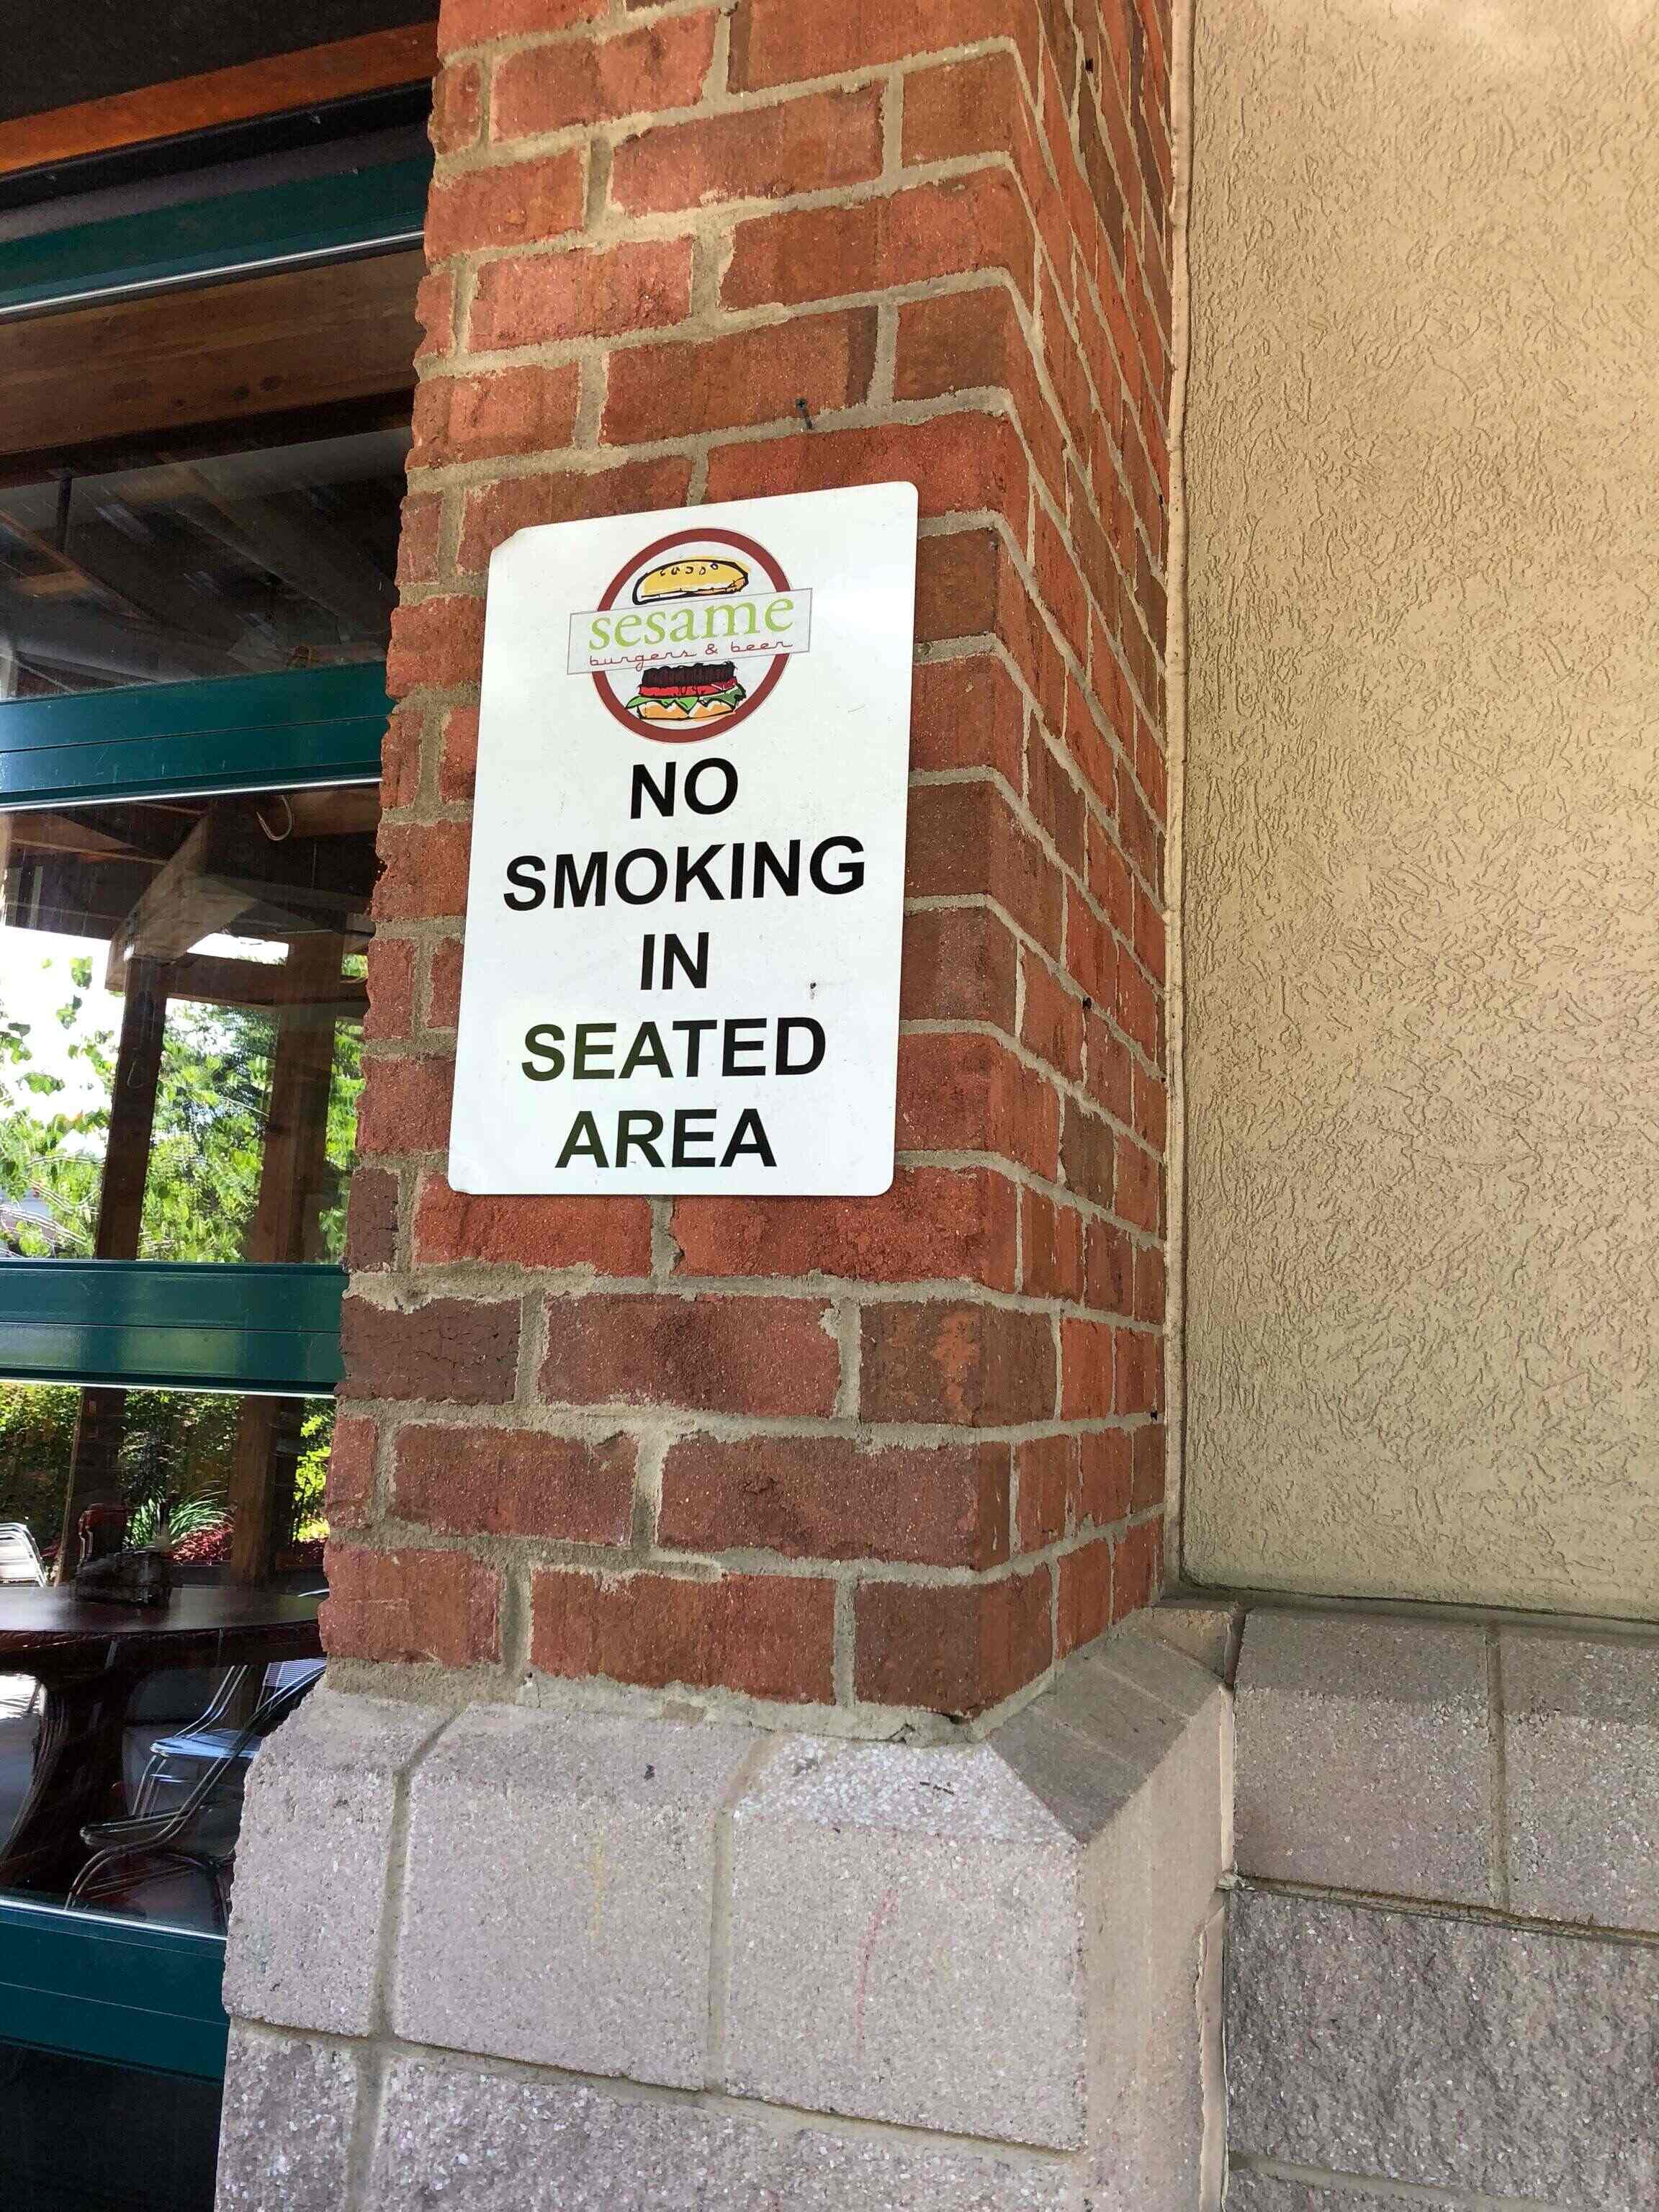 sesame
burgers & beer
NO
SMOKING
IN
SEATED
AREA